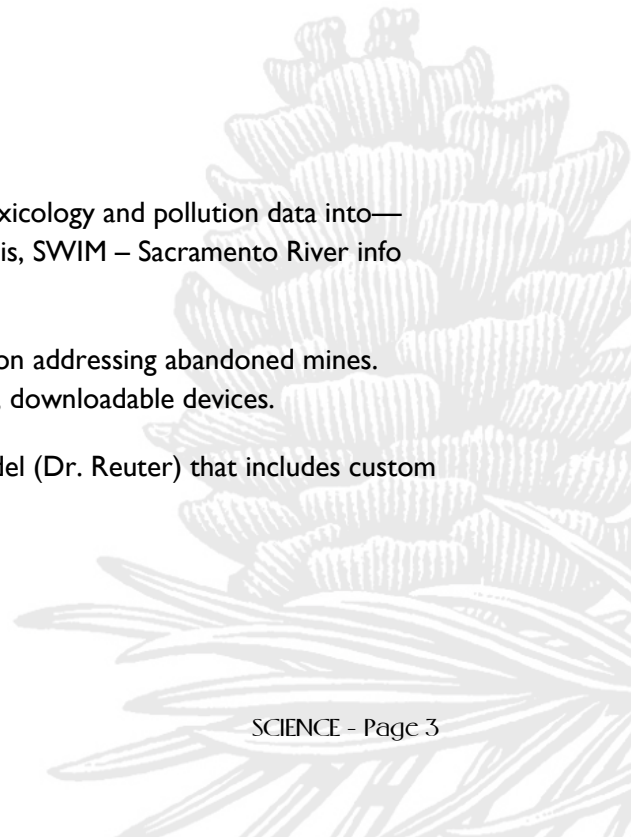 xicology and pollution data into—
is, SWIM – Sacramento River info
on addressing abandoned mines.
downloadable devices.
del (Dr. Reuter) that includes custom
SCIENCE - Page 3